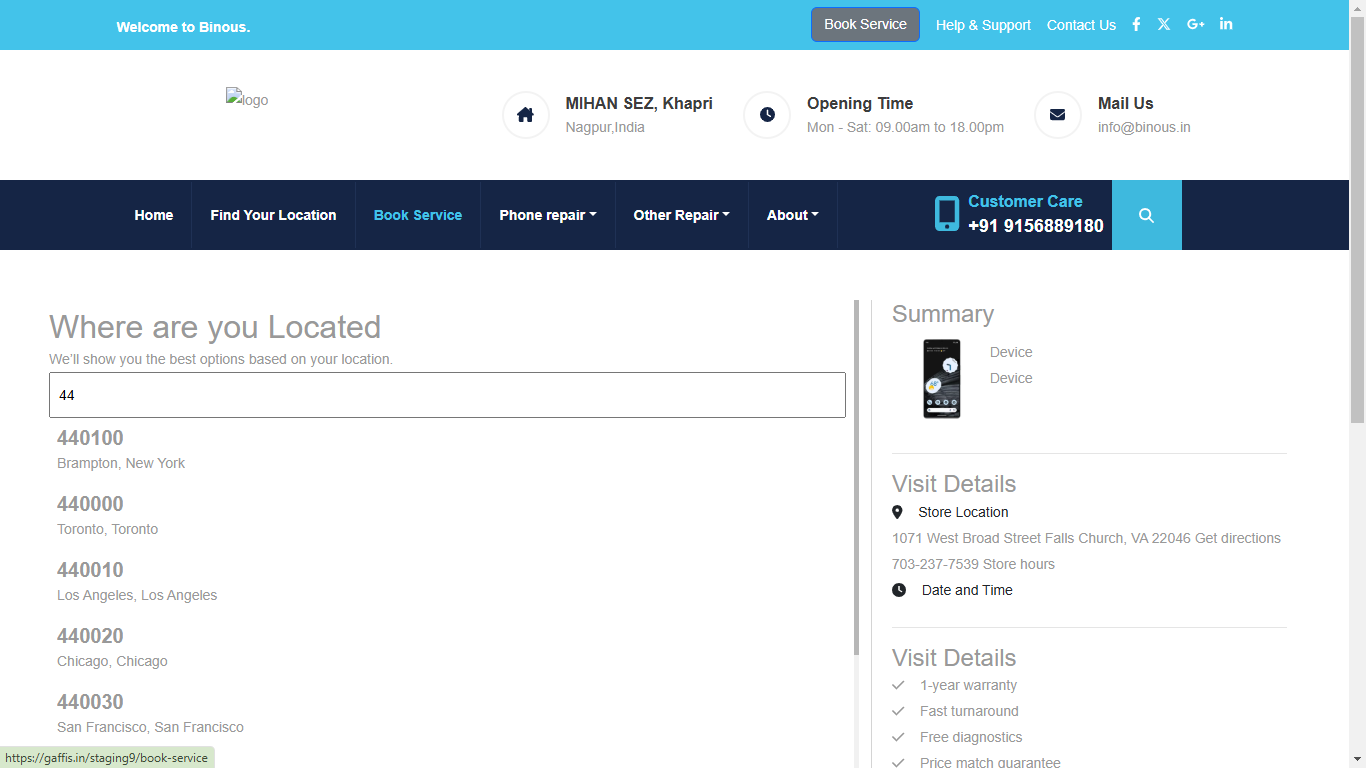 Welcome to Binous.
Book Service
Help & Support
Contact Us
logo
MIHAN SEZ, Khapri
Nagpur,India
Opening Time
Mon - Sat: 09.00am to 18.00pm
Mail Us
info@binous.in
Home
Find Your Location
Book Service
Phone repair
Other Repair
About
Customer Care
+91 9156889180
Where are you Located
We'll show you the best options based on your location.
44
440100
Brampton, New York
440000
Toronto, Toronto
440010
Los Angeles, Los Angeles
440020
Chicago, Chicago
440030
San Francisco, San Francisco
Summary
Device
Device
Visit Details
Store Location
1071 West Broad Street Falls Church, VA 22046 Get directions
703-237-7539 Store hours
Date and Time
Visit Details
1-year warranty
Fast turnaround
Free diagnostics
Price match guarantee
https://gaffis.in/staging9/book-service